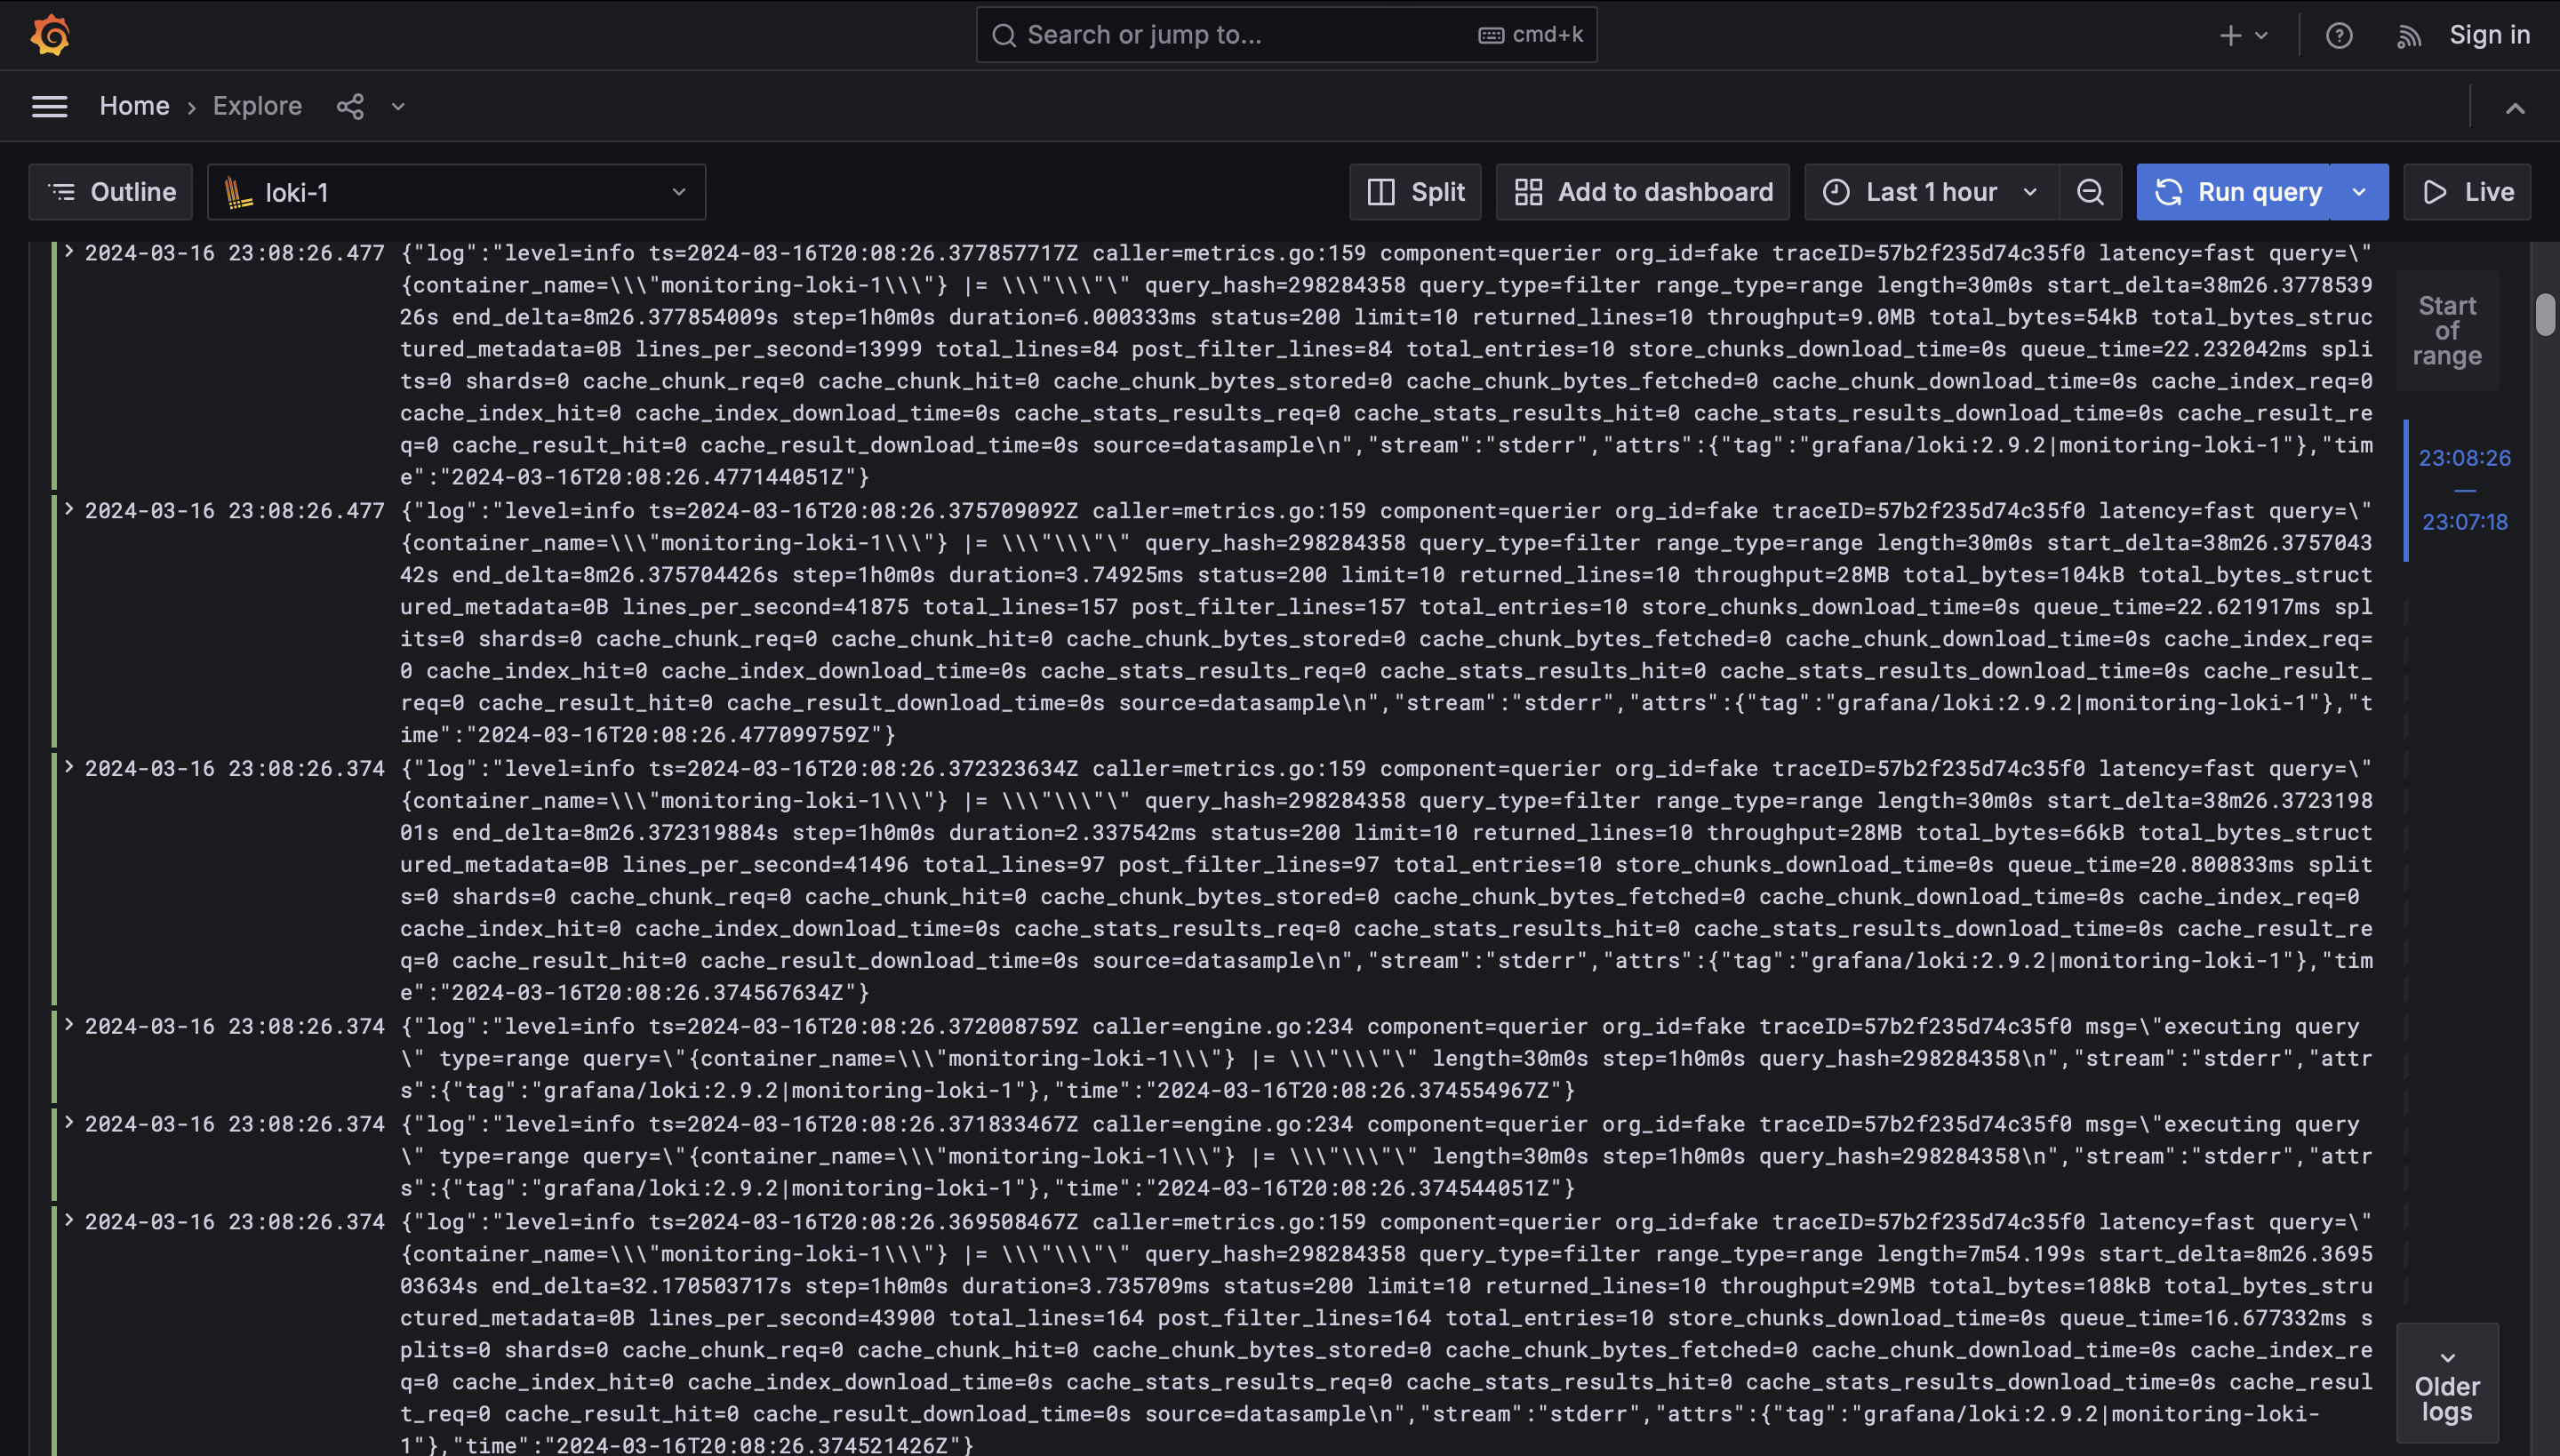 Search or jump to... cmd+k Sign in
Home › Explore
Outline loki-1 Split Add to dashboard Last 1 hour Run query Live
2024-03-16 23:08:26.477 {"log":"level=info ts=2024-03-16T20:08:26.377857717Z caller=metrics.go:159 component=querier org_id=fake traceID=57b2f235d74c35f0 latency=fast query=\"
{container_name=\\\"monitoring-loki-1\\\"} |= \\\"\\\"\" query_hash=298284358 query_type=filter range_type=range length=30m0s start_delta=38m26.3778539
26s end_delta=8m26.377854009s step=1h0m0s duration=6.000333ms status=200 limit=10 returned_lines=10 throughput=9.0MB total_bytes=54kB total_bytes_struc
tured_metadata=0B lines_per_second=13999 total_lines=84 post_filter_lines=84 total_entries=10 store_chunks_download_time=0s queue_time=22.232042ms spli
ts=0 shards=0 cache_chunk_req=0 cache_chunk_hit=0 cache_chunk_bytes_stored=0 cache_chunk_bytes_fetched=0 cache_chunk_download_time=0s cache_index_req=0
cache_index_hit=0 cache_index_download_time=0s cache_stats_results_req=0 cache_stats_results_hit=0 cache_stats_results_download_time=0s cache_result_re
q=0 cache_result_hit=0 cache_result_download_time=0s source=datasample\n","stream":"stderr","attrs":{"tag":"grafana/loki:2.9.2|monitoring-loki-1"},"tim
e":"2024-03-16T20:08:26.477144051Z"}
2024-03-16 23:08:26.477 {"log":"level=info ts=2024-03-16T20:08:26.375709092Z caller=metrics.go:159 component=querier org_id=fake traceID=57b2f235d74c35f0 latency=fast query=\"
{container_name=\\\"monitoring-loki-1\\\"} |= \\\"\\\"\" query_hash=298284358 query_type=filter range_type=range length=30m0s start_delta=38m26.3757043
42s end_delta=8m26.375704426s step=1h0m0s duration=3.74925ms status=200 limit=10 returned_lines=10 throughput=28MB total_bytes=104kB total_bytes_struct
ured_metadata=0B lines_per_second=41875 total_lines=157 post_filter_lines=157 total_entries=10 store_chunks_download_time=0s queue_time=22.621917ms spl
its=0 shards=0 cache_chunk_req=0 cache_chunk_hit=0 cache_chunk_bytes_stored=0 cache_chunk_bytes_fetched=0 cache_chunk_download_time=0s cache_index_req=
0 cache_index_hit=0 cache_index_download_time=0s cache_stats_results_req=0 cache_stats_results_hit=0 cache_stats_results_download_time=0s cache_result_
req=0 cache_result_hit=0 cache_result_download_time=0s source=datasample\n","stream":"stderr","attrs":{"tag":"grafana/loki:2.9.2|monitoring-loki-1"},"t
ime":"2024-03-16T20:08:26.477099759Z"}
2024-03-16 23:08:26.374 {"log":"level=info ts=2024-03-16T20:08:26.372323634Z caller=metrics.go:159 component=querier org_id=fake traceID=57b2f235d74c35f0 latency=fast query=\"
{container_name=\\\"monitoring-loki-1\\\"} |= \\\"\\\"\" query_hash=298284358 query_type=filter range_type=range length=30m0s start_delta=38m26.3723198
01s end_delta=8m26.372319884s step=1h0m0s duration=2.337542ms status=200 limit=10 returned_lines=10 throughput=28MB total_bytes=66kB total_bytes_struct
ured_metadata=0B lines_per_second=41496 total_lines=97 post_filter_lines=97 total_entries=10 store_chunks_download_time=0s queue_time=20.800833ms split
s=0 shards=0 cache_chunk_req=0 cache_chunk_hit=0 cache_chunk_bytes_stored=0 cache_chunk_bytes_fetched=0 cache_chunk_download_time=0s cache_index_req=0
cache_index_hit=0 cache_index_download_time=0s cache_stats_results_req=0 cache_stats_results_hit=0 cache_stats_results_download_time=0s cache_result_re
q=0 cache_result_hit=0 cache_result_download_time=0s source=datasample\n","stream":"stderr","attrs":{"tag":"grafana/loki:2.9.2|monitoring-loki-1"},"tim
e":"2024-03-16T20:08:26.374567634Z"}
2024-03-16 23:08:26.374 {"log":"level=info ts=2024-03-16T20:08:26.372008759Z caller=engine.go:234 component=querier org_id=fake traceID=57b2f235d74c35f0 msg=\"executing query
\" type=range query=\"{container_name=\\\"monitoring-loki-1\\\"} |= \\\"\\\"\" length=30m0s step=1h0m0s query_hash=298284358\n","stream":"stderr","attr
s":{"tag":"grafana/loki:2.9.2|monitoring-loki-1"},"time":"2024-03-16T20:08:26.374554967Z"}
2024-03-16 23:08:26.374 {"log":"level=info ts=2024-03-16T20:08:26.371833467Z caller=engine.go:234 component=querier org_id=fake traceID=57b2f235d74c35f0 msg=\"executing query
\" type=range query=\"{container_name=\\\"monitoring-loki-1\\\"} |= \\\"\\\"\" length=30m0s step=1h0m0s query_hash=298284358\n","stream":"stderr","attr
s":{"tag":"grafana/loki:2.9.2|monitoring-loki-1"},"time":"2024-03-16T20:08:26.374544051Z"}
2024-03-16 23:08:26.374 {"log":"level=info ts=2024-03-16T20:08:26.369508467Z caller=metrics.go:159 component=querier org_id=fake traceID=57b2f235d74c35f0 latency=fast query=\"
{container_name=\\\"monitoring-loki-1\\\"} |= \\\"\\\"\" query_hash=298284358 query_type=filter range_type=range length=7m54.199s start_delta=8m26.3695
03634s end_delta=32.170503717s step=1h0m0s duration=3.735709ms status=200 limit=10 returned_lines=10 throughput=29MB total_bytes=108kB total_bytes_stru
ctured_metadata=0B lines_per_second=43900 total_lines=164 post_filter_lines=164 total_entries=10 store_chunks_download_time=0s queue_time=16.677332ms s
plits=0 shards=0 cache_chunk_req=0 cache_chunk_hit=0 cache_chunk_bytes_stored=0 cache_chunk_bytes_fetched=0 cache_chunk_download_time=0s cache_index_re
q=0 cache_index_hit=0 cache_index_download_time=0s cache_stats_results_req=0 cache_stats_results_hit=0 cache_stats_results_download_time=0s cache_resul
t_req=0 cache_result_hit=0 cache_result_download_time=0s source=datasample\n","stream":"stderr","attrs":{"tag":"grafana/loki:2.9.2|monitoring-loki-
1"},"time":"2024-03-16T20:08:26.374521426Z"}
Start
of
range
23:08:26
—
23:07:18
Older
logs